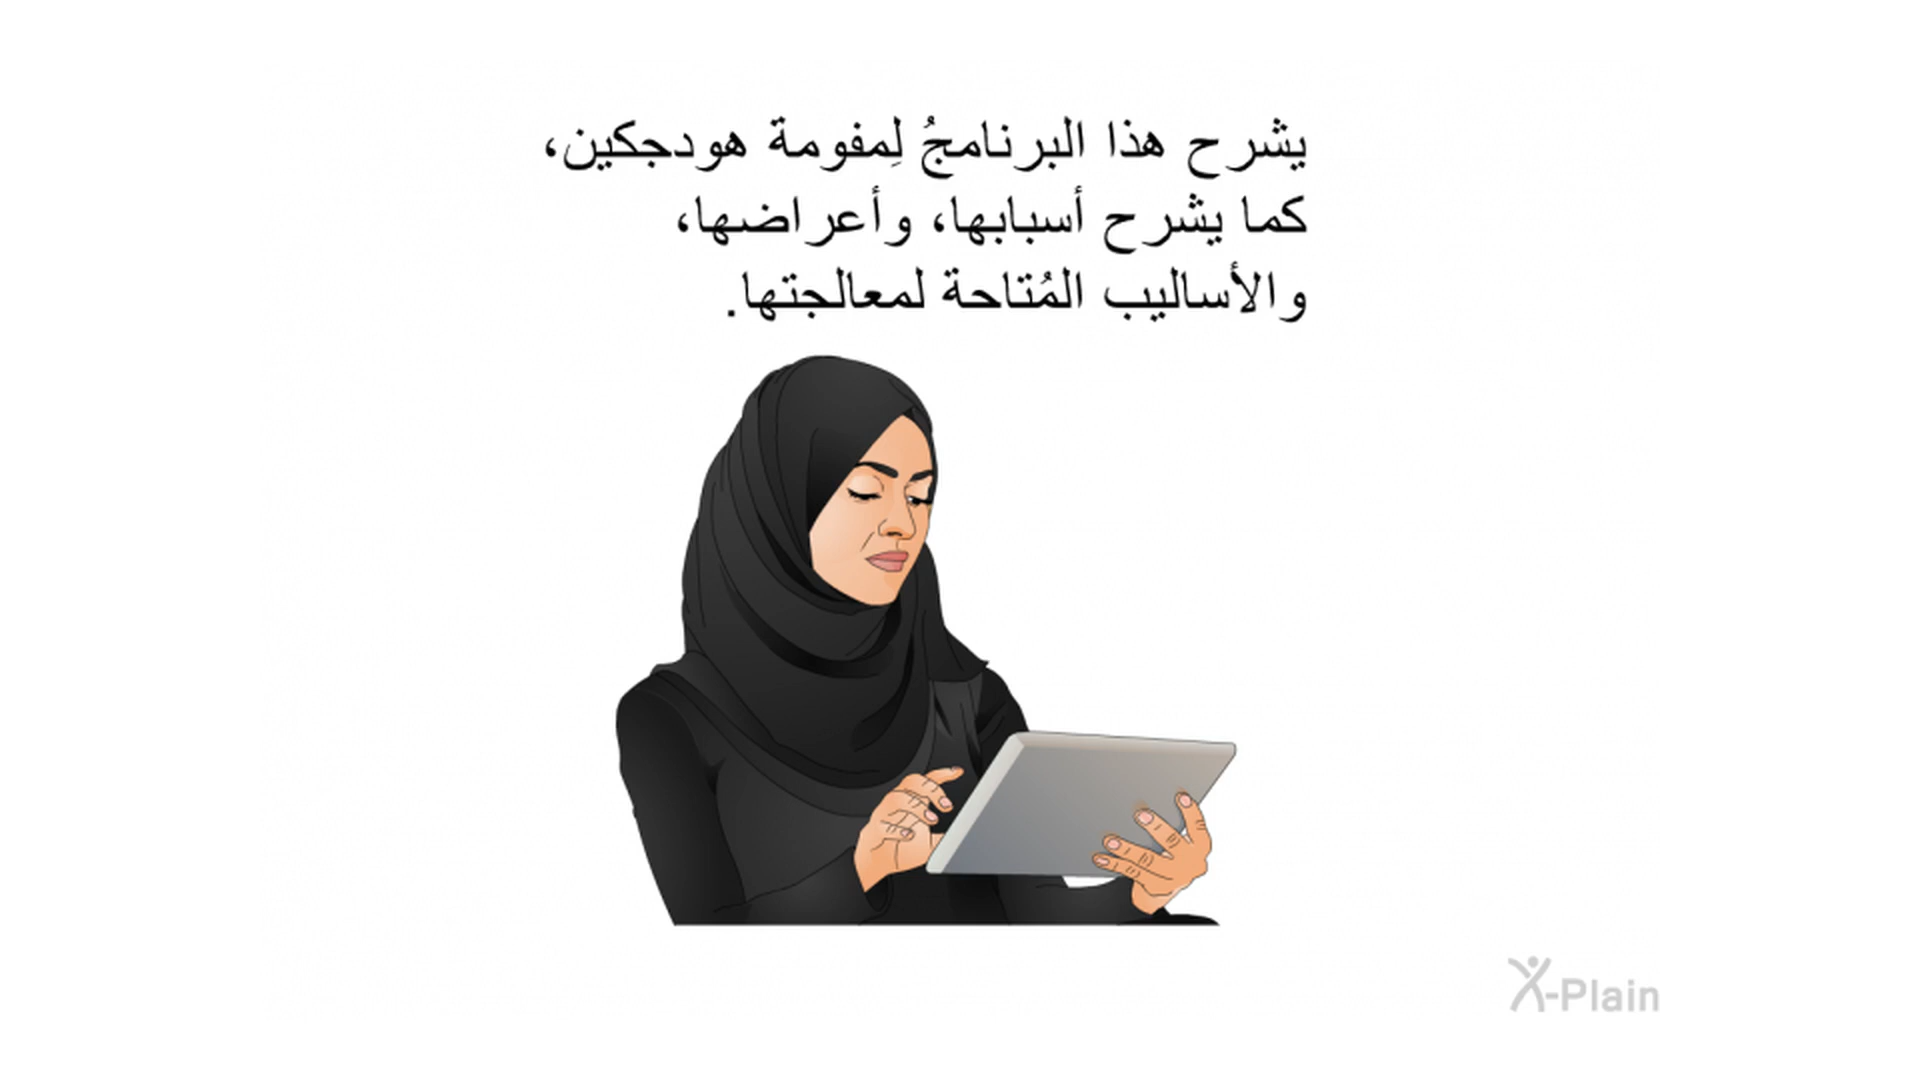 يشرح هذا البرنامجُ لِمفومة هودجكين،
كما يشرح أسبابها، وأعراضها،
والأساليب المُتاحة لمعالجتها.
X-Plain